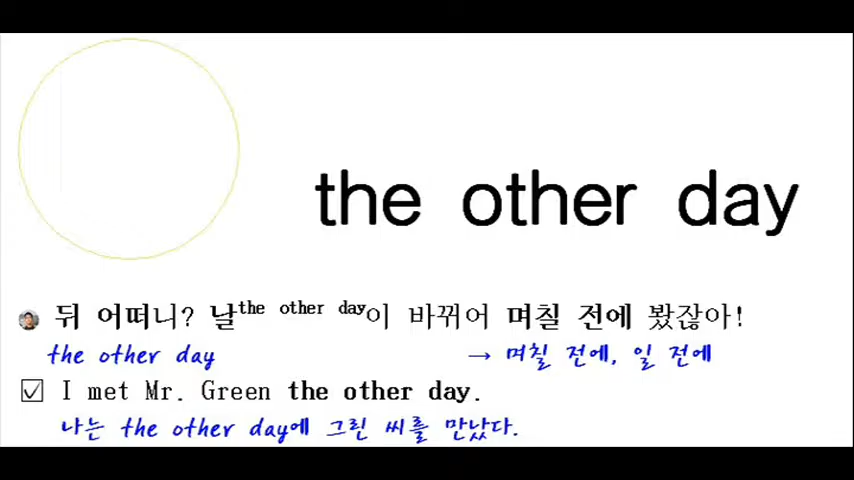 the other day
뒤 어떠니? 날the other day이 바뀌어 며칠 전에 봤잖아!
the other day → 며칠 전에, 일 전에
☑ I met Mr. Green the other day.
나는 the other day에 그린 씨를 만났다.